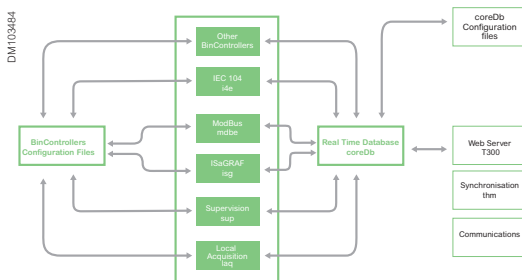 DM103484
Other
BinControllers
IEC 104
i4e
ModBus
mdbe
ISaGRAF
isg
Supervision
sup
Local
Acquisition
laq
BinControllers
Configuration Files
Real Time Database
coreDb
coreDb
Configuration
files
Web Server
T300
Synchronisation
thm
Communications